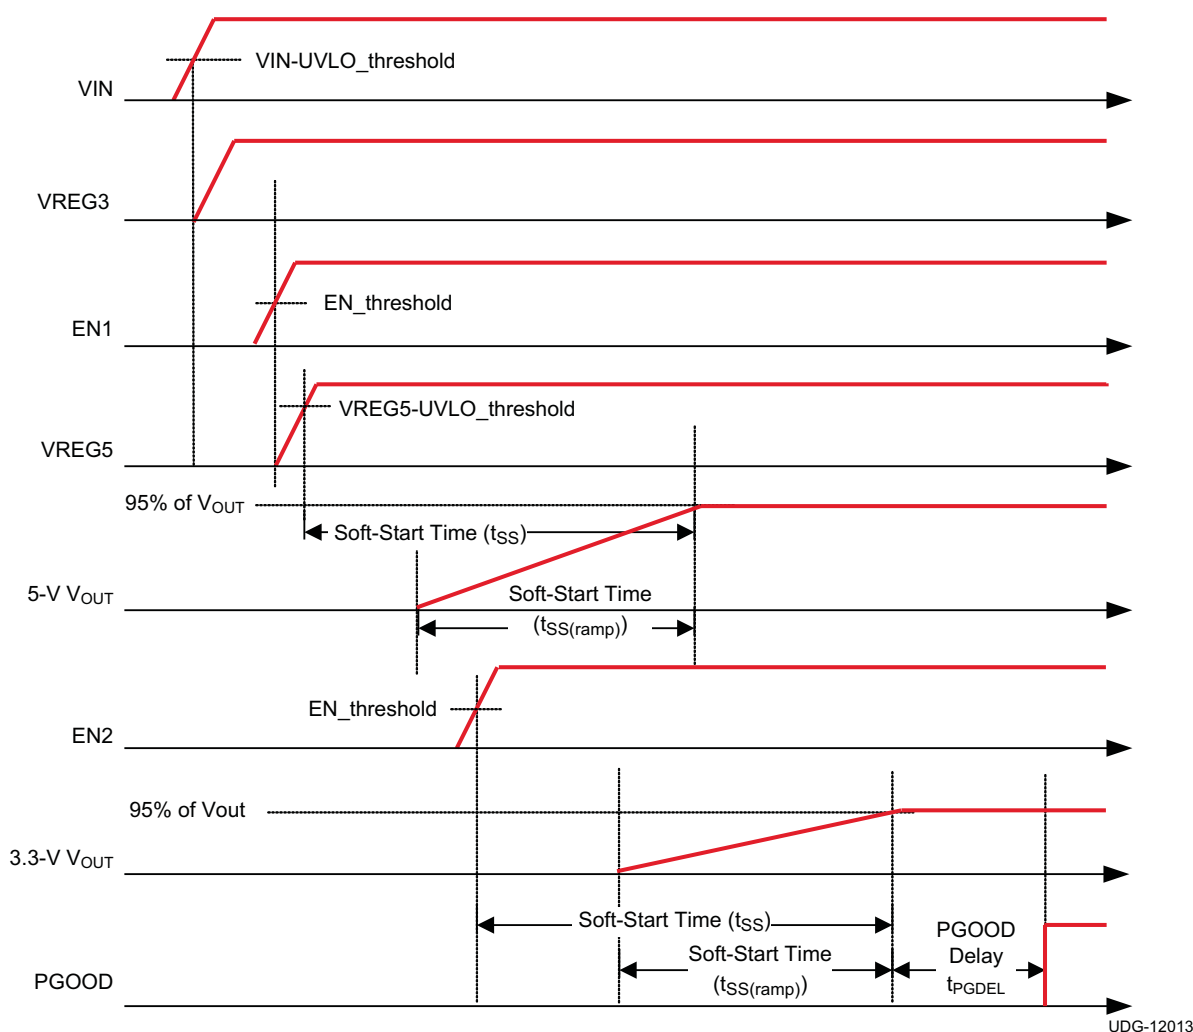 VIN-UVLO_threshold
VIN
VREG3
EN_threshold
EN1
VREG5-UVLO_threshold
VREG5
95% of VOUT
Soft-Start Time (tSS)
5-V VOUT
Soft-Start Time
(tSS(ramp))
EN_threshold
EN2
95% of Vout
3.3-V VOUT
Soft-Start Time (tSS)
Soft-Start Time
(tSS(ramp))
PGOOD
Delay
tPGDEL
PGOOD
UDG-12013